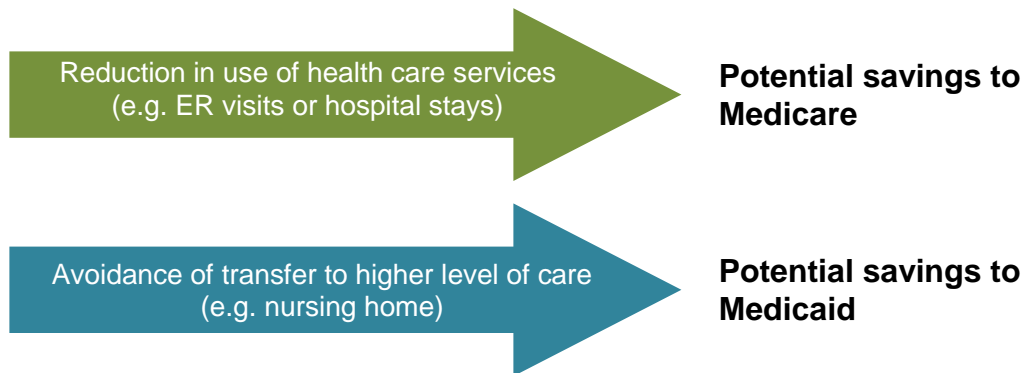 Reduction in use of health care services
(e.g. ER visits or hospital stays)
Potential savings to
Medicare
Avoidance of transfer to higher level of care
(e.g. nursing home)
Potential savings to
Medicaid